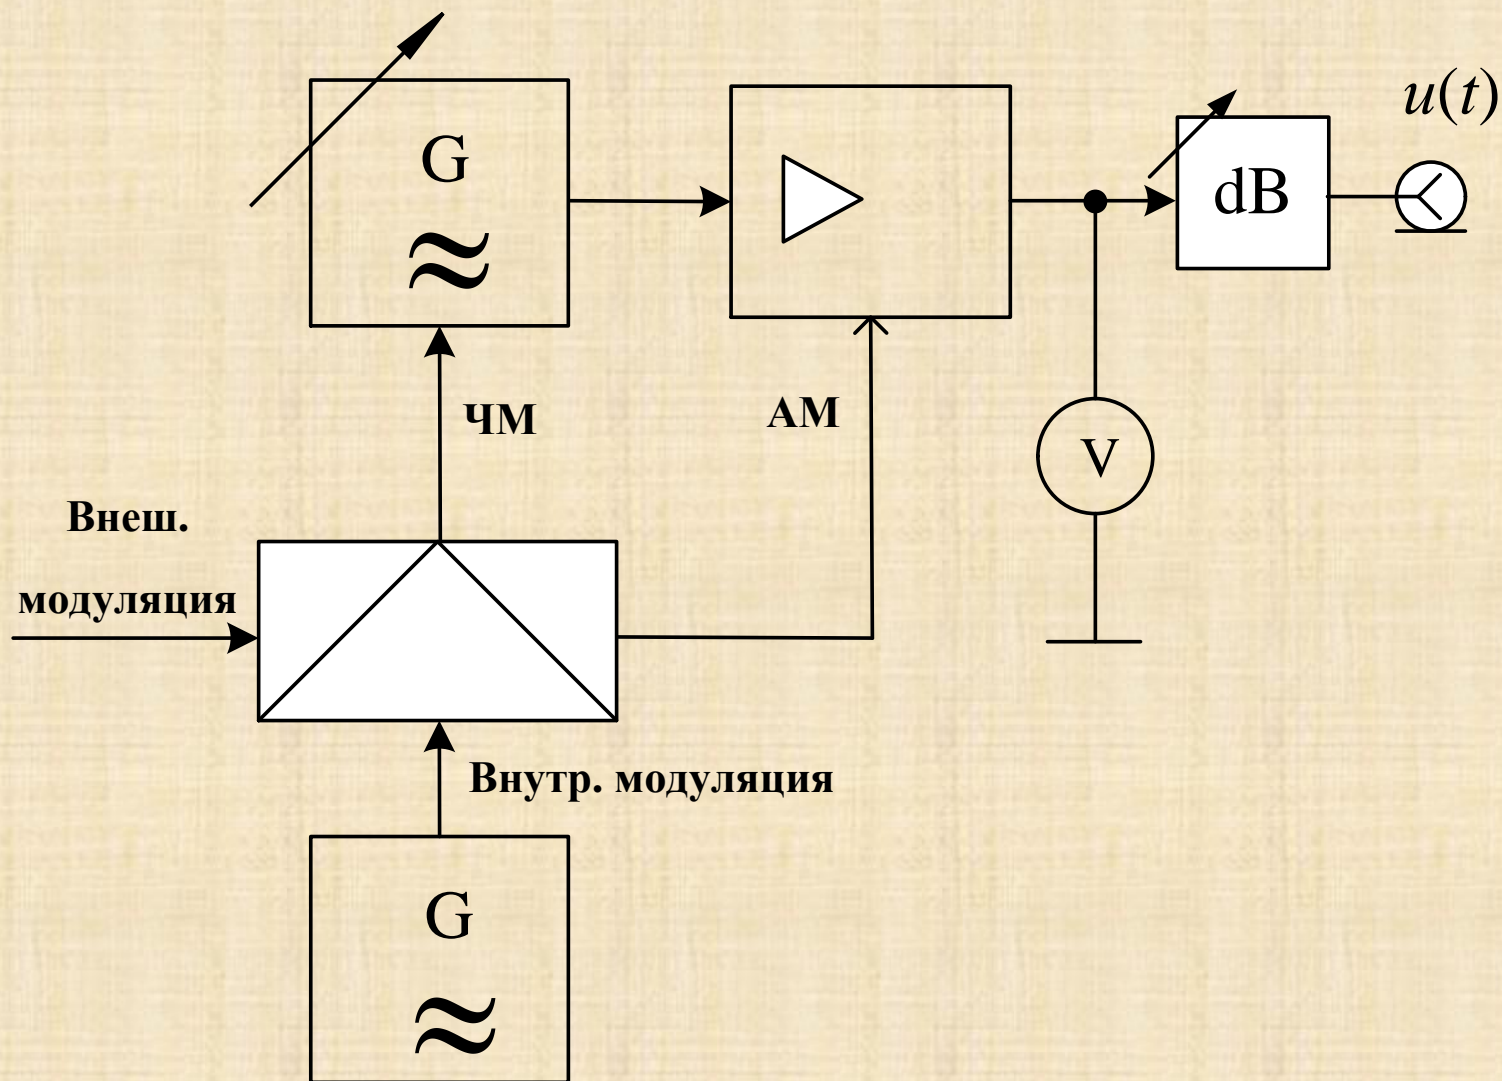 G
≈
dB
u(t)
ЧМ
АМ
V
Внеш.
модуляция
Внутр. модуляция
G
≈